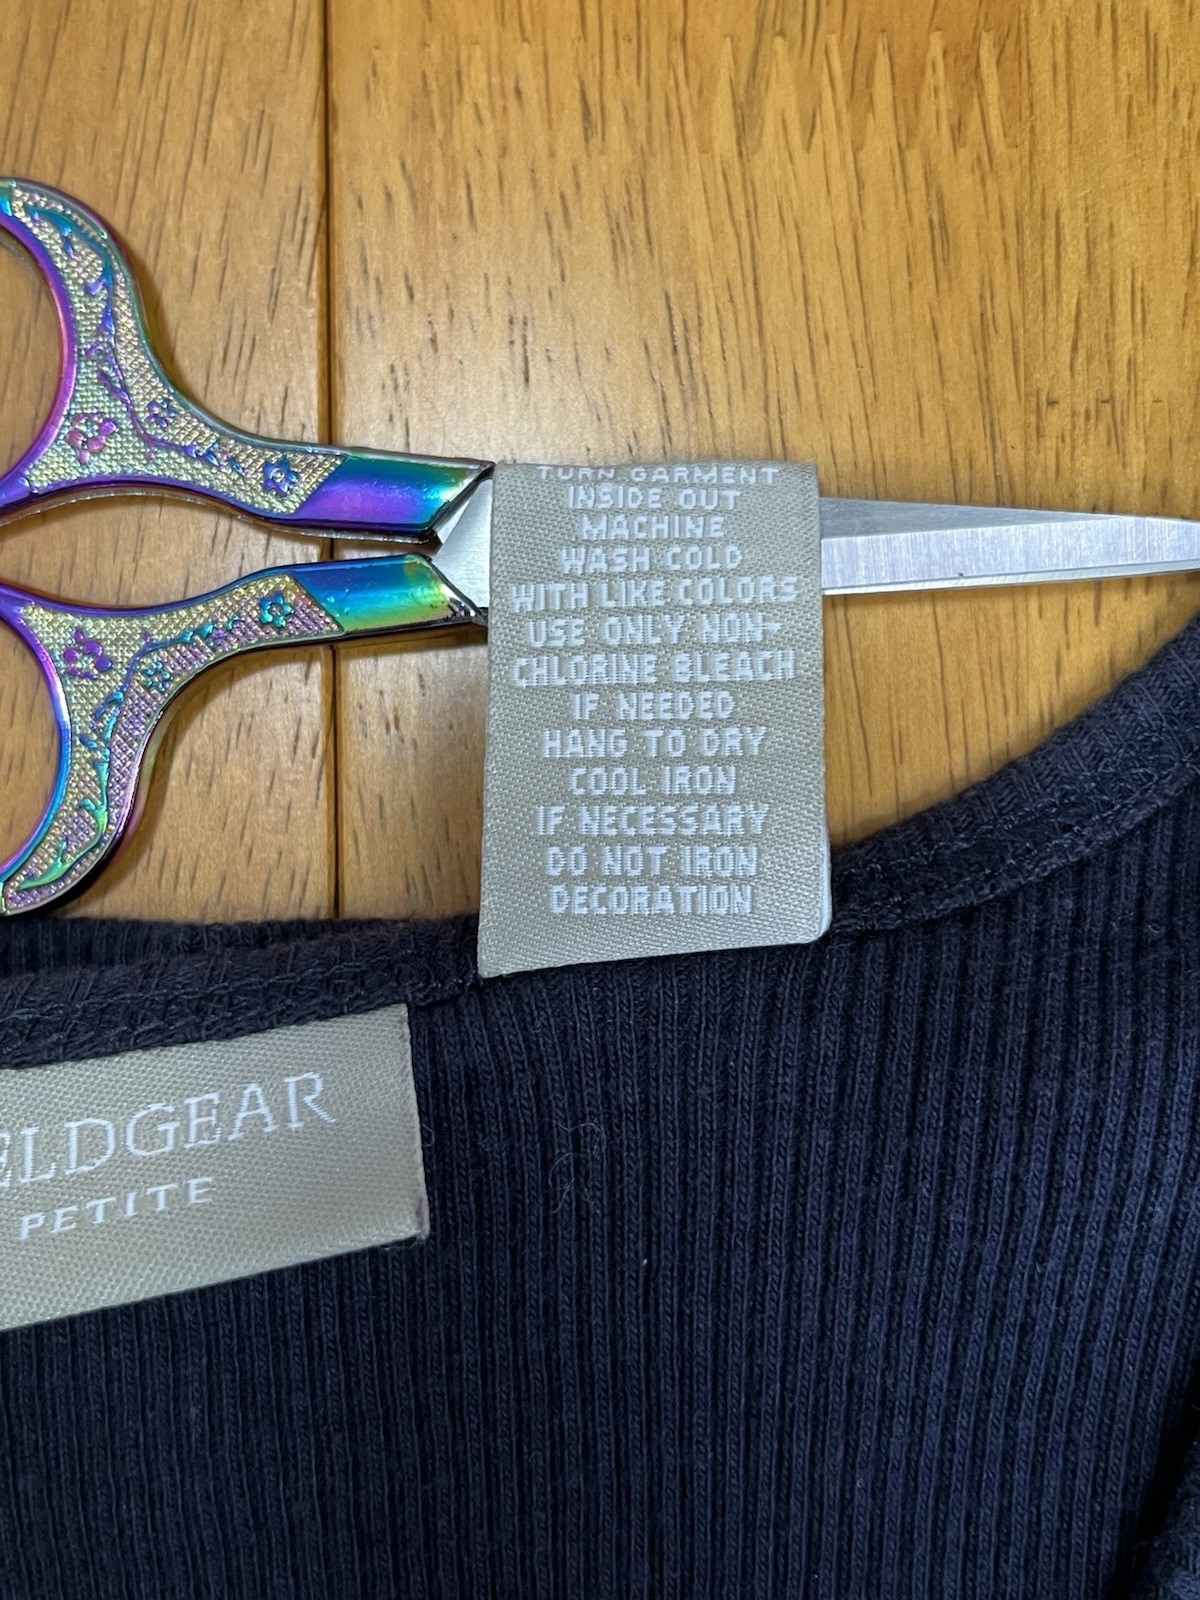 TURN GARMENT
INSIDE OUT
MACHINE
WASH COLD
WITH LIKE COLORS
USE ONLY NON-
CHLORINE BLEACH
IF NEEDED
HANG TO DRY
COOL IRON
IF NECESSARY
DO NOT IRON
DECORATION
ELDGEAR
PETITE